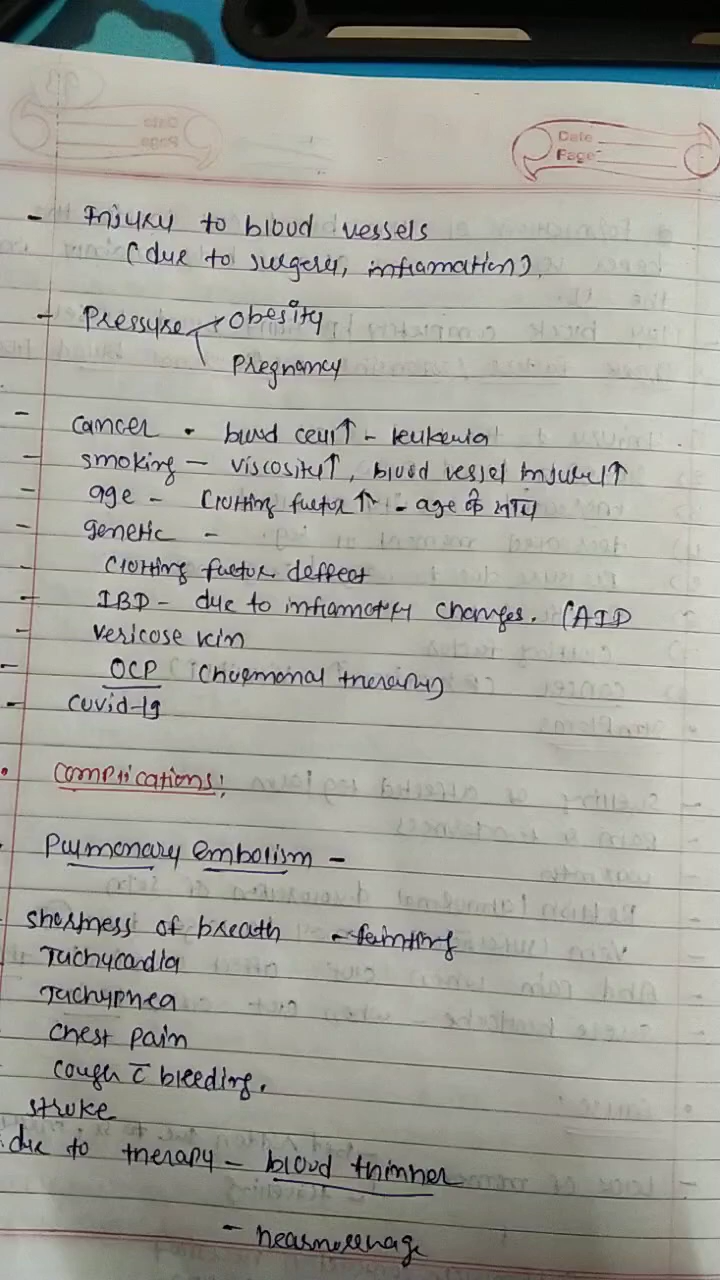 Date
Page
- Injury to blood vessels
(due to surgery, inflamation).
- Pressure Obesity
Pregnancy
- cancer • blood cell↑ - leukemia
- smoking - viscosity↑, blood vessel injured↑
- age - Clotting factor↑ - age के साथ
- genetic -
- Clotting factor deffect
- IBD - due to inflamatory changes. (AID
- vericose vein
- OCP (hormonal therapy)
- Covid-19
• Complications:
Pulmonary embolism -
shortness of breath - fainting
Tachycardia
Tachypnea
chest pain
cough c̄ bleeding.
stroke
due to therapy - blood thinner
- heamorrehage